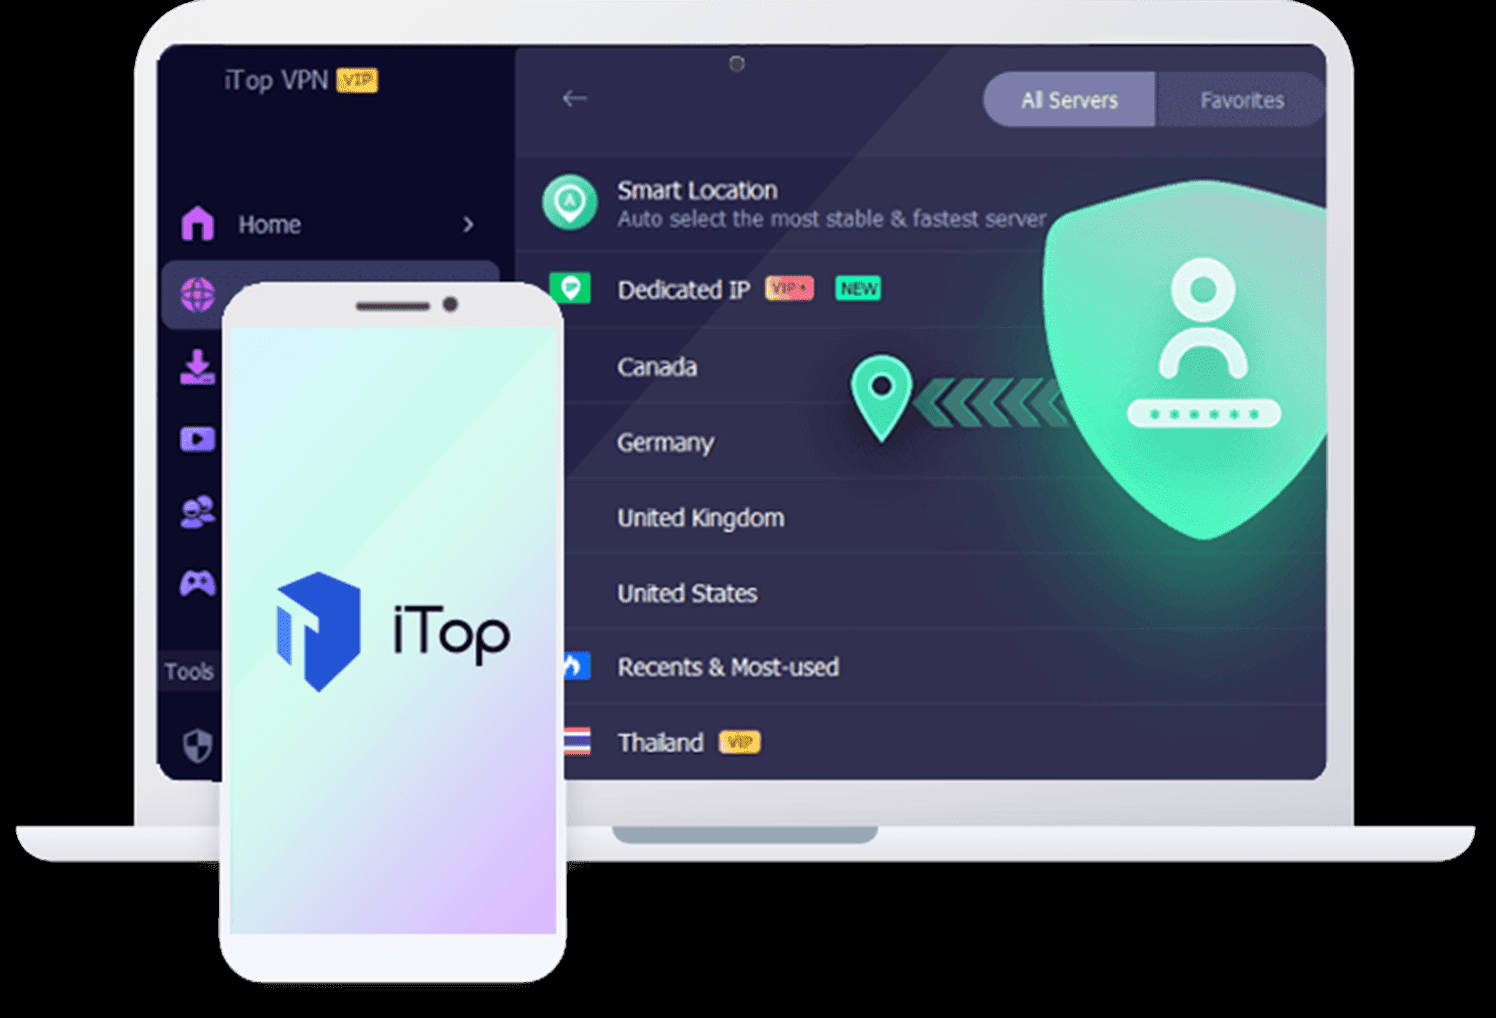 iTop VPN VIP
All Servers
Favorites
Smart Location
Auto select the most stable & fastest server
Home
Dedicated IP VIP+ NEW
Canada
Germany
United Kingdom
United States
iTop
Tools
Recents & Most-used
Thailand VIP